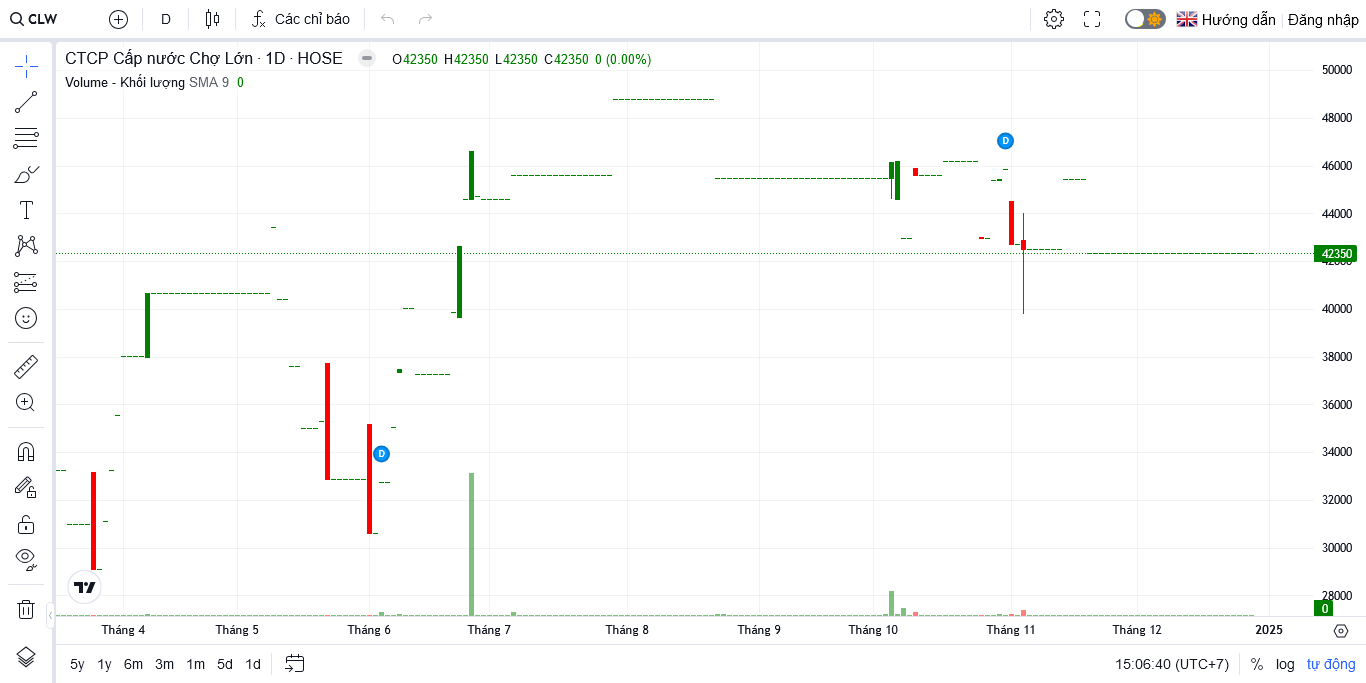 CLW D Các chỉ báo Hướng dẫn Đăng nhập
CTCP Cấp nước Chợ Lớn · 1D · HOSE O42350 H42350 L42350 C42350 0 (0.00%)
Volume - Khối lượng SMA 9 0
50000
48000
46000
44000
42350
42000
40000
38000
36000
34000
32000
30000
28000
0
D
D
Tháng 4 Tháng 5 Tháng 6 Tháng 7 Tháng 8 Tháng 9 Tháng 10 Tháng 11 Tháng 12 2025
5y 1y 6m 3m 1m 5d 1d 15:06:40 (UTC+7) % log tự động